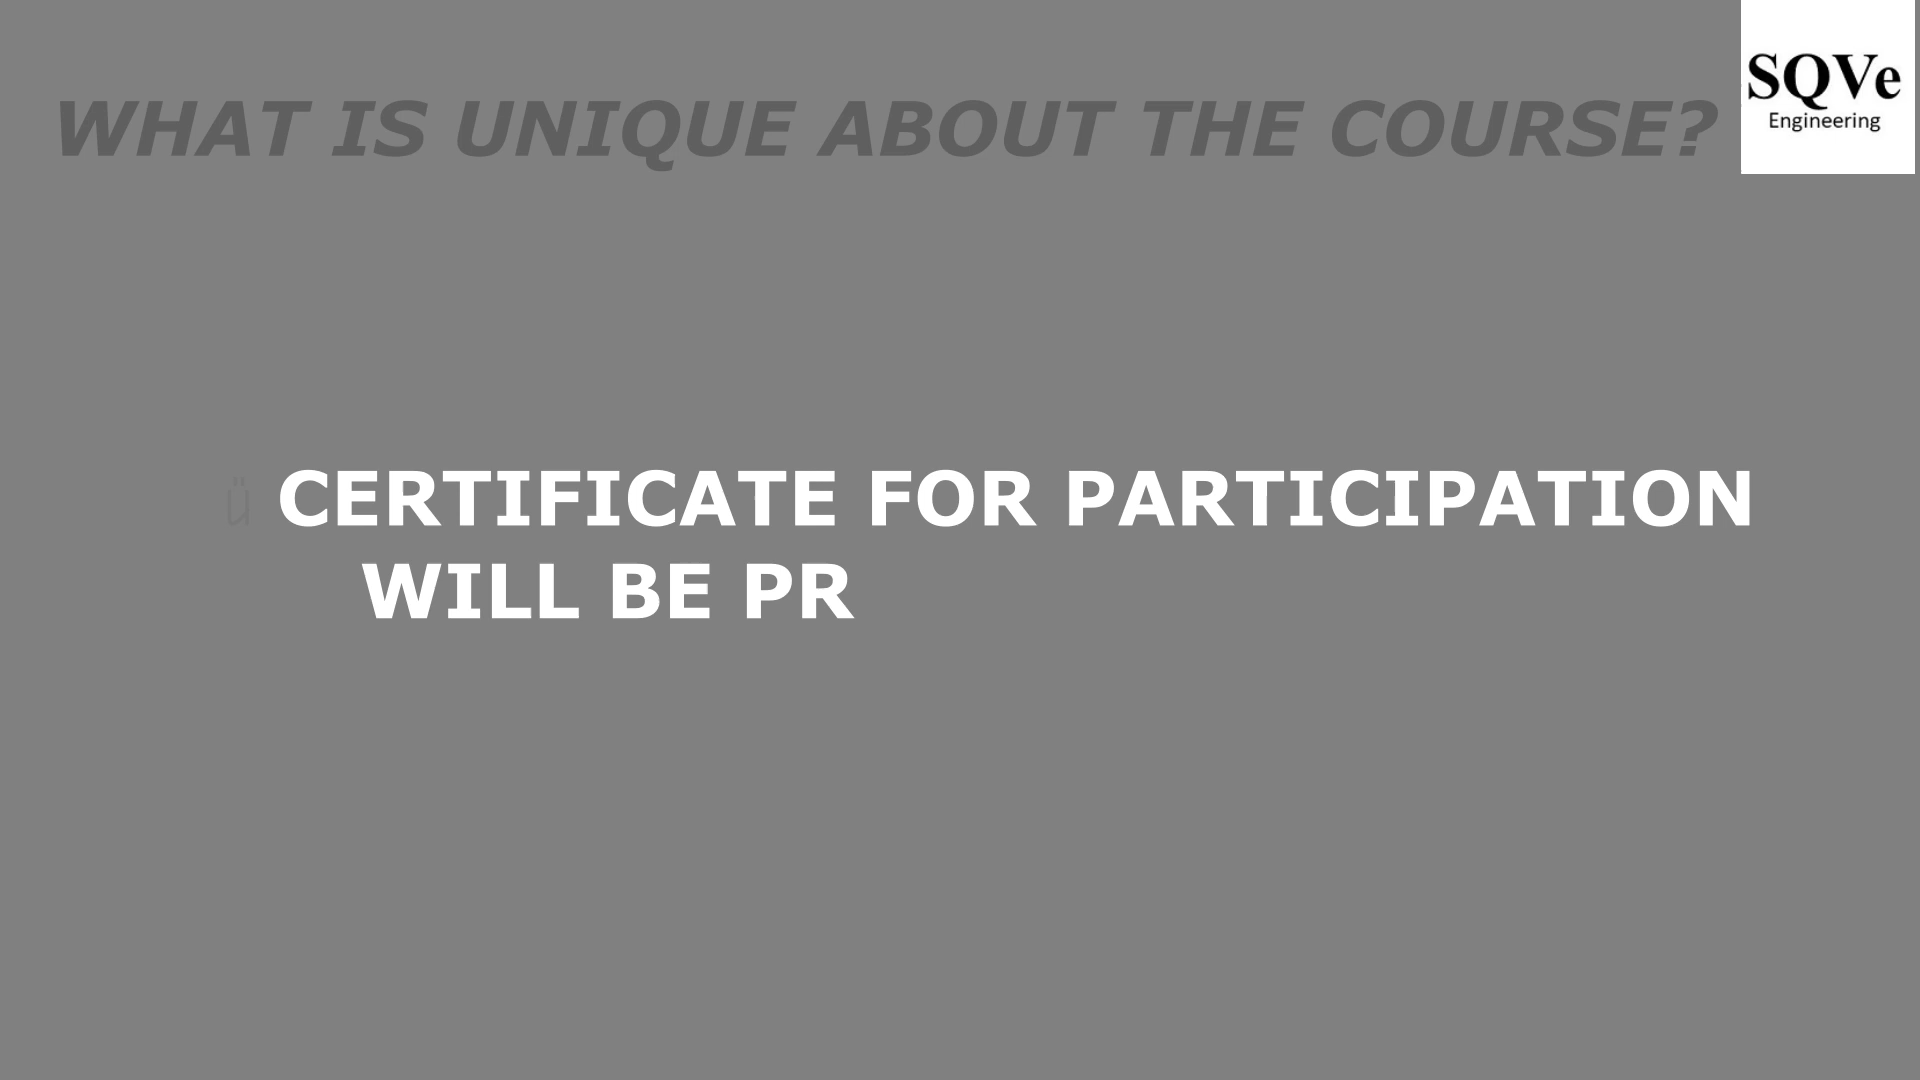 WHAT IS UNIQUE ABOUT THE COURSE?
SQVe
Engineering
ü CERTIFICATE FOR PARTICIPATION
WILL BE PR